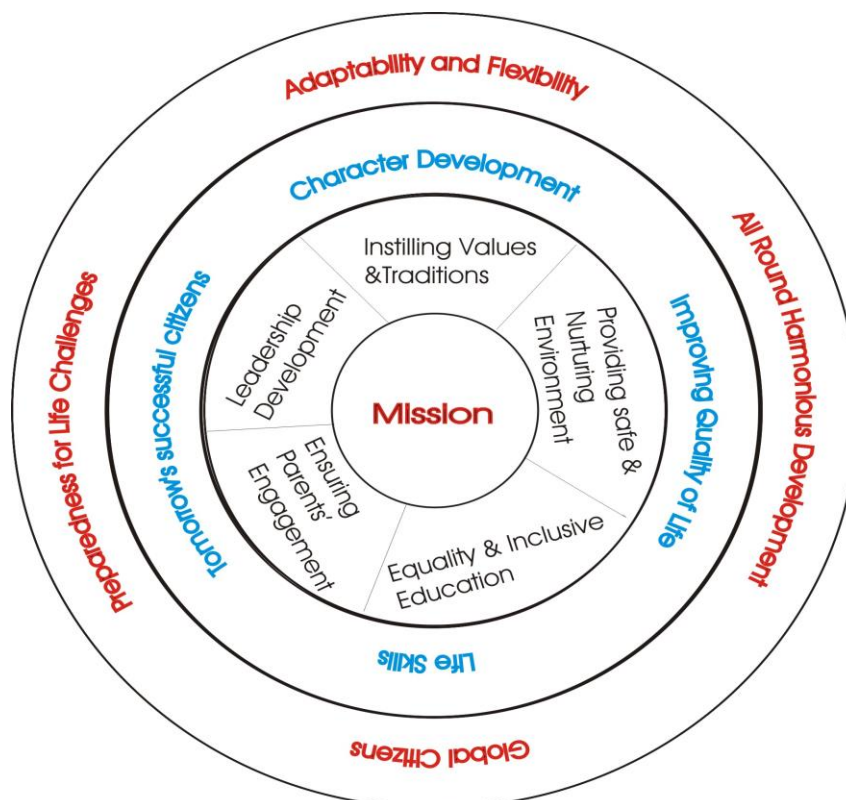 Adaptability and Flexibility
All Round Harmonious Development
Global Citizens
Preparedness for Life Challenges
Character Development
Improving Quality of Life
Life Skills
Tomorrow's successful citizens
Instilling Values
&Traditions
Providing safe &
Nurturing
Environment
Equality & Inclusive
Education
Ensuring
Parents'
Engagement
Leadership
Development
Mission